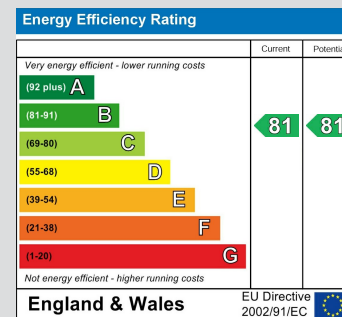 Energy Efficiency Rating
Current Potentia
Very energy efficient - lower running costs
(92 plus) A
(81-91) B
81 81
(69-80) C
(55-68) D
(39-54) E
(21-38) F
(1-20) G
Not energy efficient - higher running costs
England & Wales
EU Directive
2002/91/EC